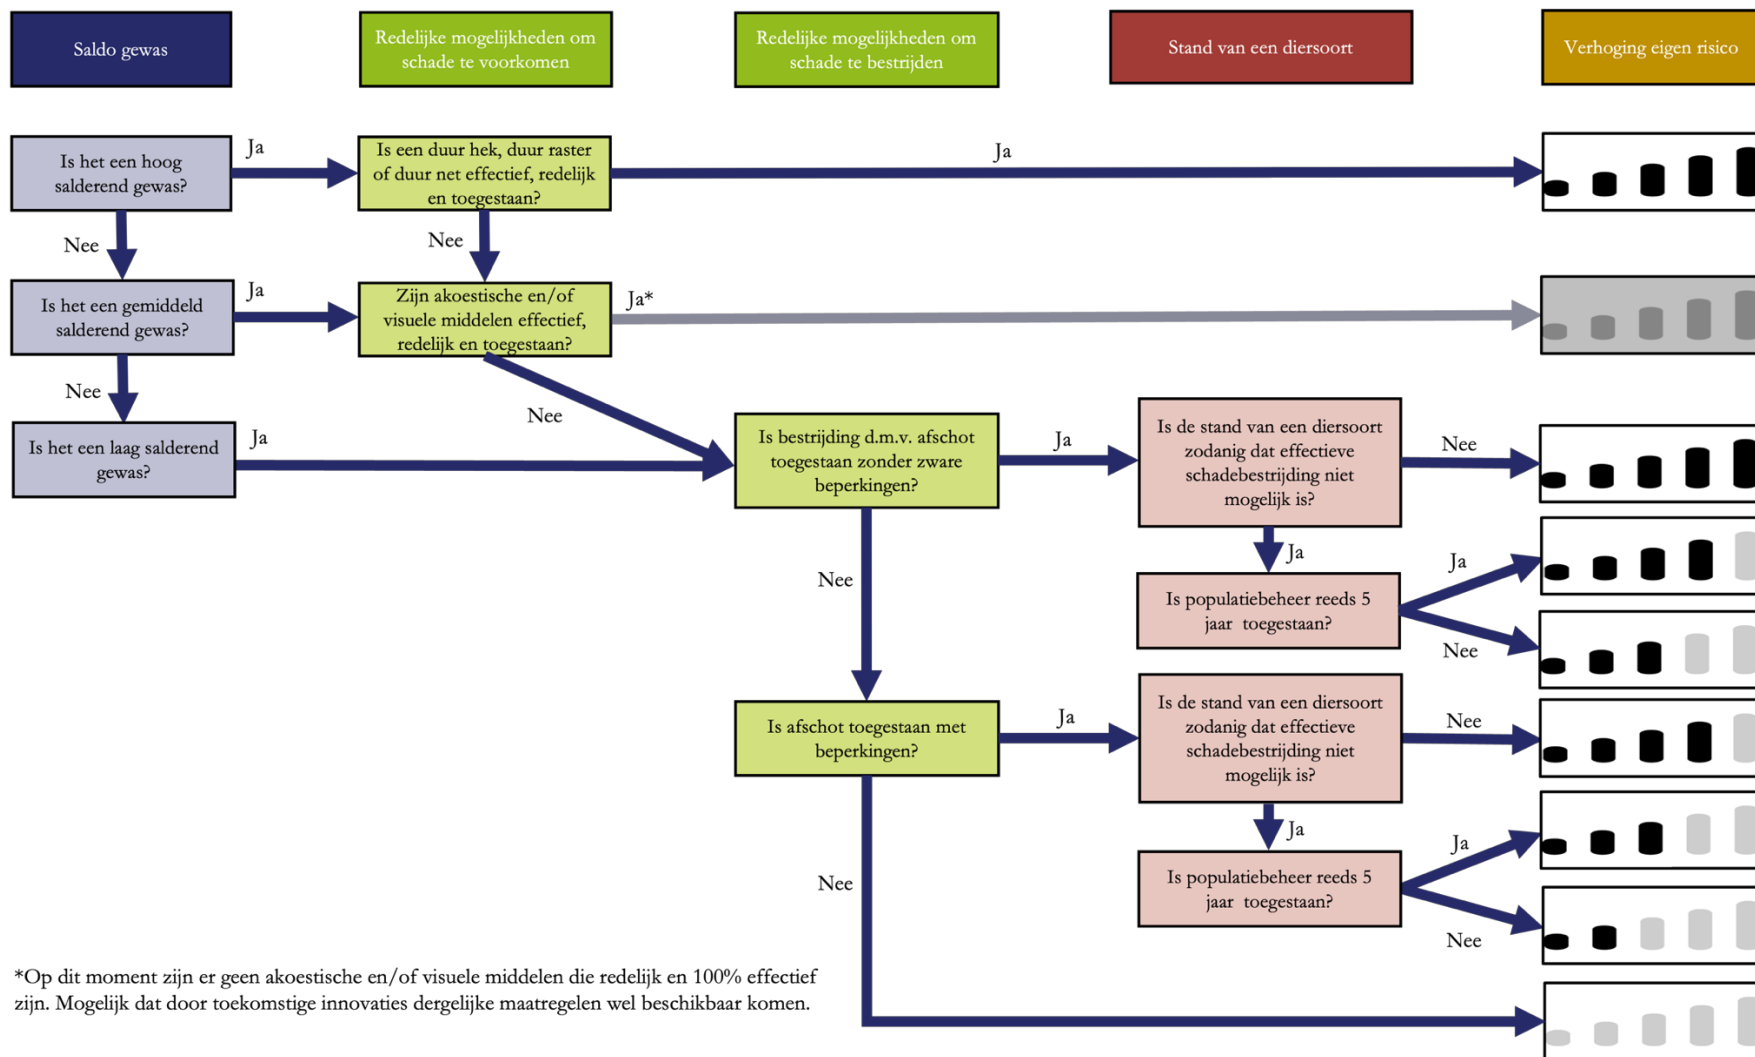 Saldo gewas
Redelijke mogelijkheden om
schade te voorkomen
Redelijke mogelijkheden om
schade te bestrijden
Stand van een diersoort
Verhoging eigen risico
Is het een hoog
salderend gewas?
Ja
Is een duur hek, duur raster
of duur net effectief, redelijk
en toegestaan?
Ja
Nee
Nee
Is het een gemiddeld
salderend gewas?
Ja
Zijn akoestische en/of
visuele middelen effectief,
redelijk en toegestaan?
Ja*
Nee
Nee
Is het een laag salderend
gewas?
Ja
Is bestrijding d.m.v. afschot
toegestaan zonder zware
beperkingen?
Ja
Is de stand van een diersoort
zodanig dat effectieve
schadebestrijding niet
mogelijk is?
Nee
Ja
Nee
Is populatiebeheer reeds 5
jaar toegestaan?
Ja
Nee
Is afschot toegestaan met
beperkingen?
Ja
Is de stand van een diersoort
zodanig dat effectieve
schadebestrijding niet
mogelijk is?
Nee
Ja
Nee
Is populatiebeheer reeds 5
jaar toegestaan?
Ja
Nee
*Op dit moment zijn er geen akoestische en/of visuele middelen die redelijk en 100% effectief
zijn. Mogelijk dat door toekomstige innovaties dergelijke maatregelen wel beschikbaar komen.